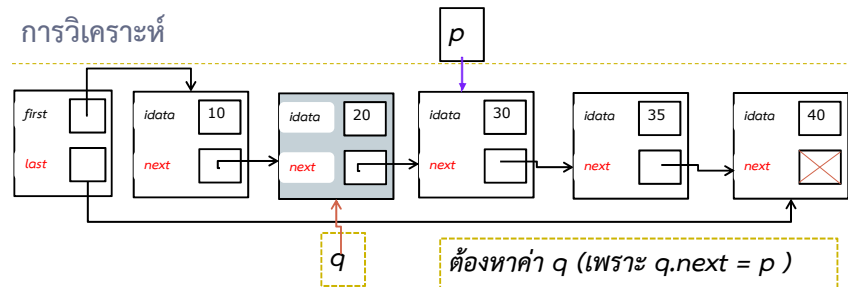 การวิเคราะห์
p
first
last
idata 10
next
idata 20
next
idata 30
next
idata 35
next
idata 40
next
q
ต้องหาค่า q (เพราะ q.next = p )